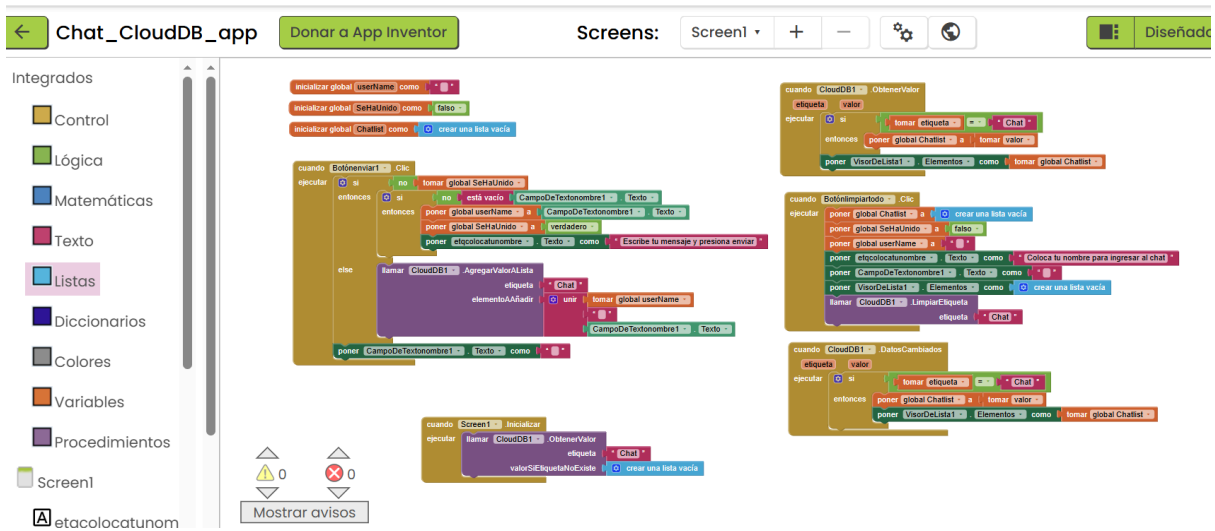 Chat_CloudDB_app
Donar a App Inventor
Screens:
Screen1
Diseñado
Integrados
Control
Lógica
Matemáticas
Texto
Listas
Diccionarios
Colores
Variables
Procedimientos
Screen1
etqcolocatunom
inicializar global userName como " "
inicializar global SeHaUnido como falso
inicializar global Chatlist como crear una lista vacía
cuando Botónenviar1 .Clic
ejecutar si no tomar global SeHaUnido
entonces si no está vacío CampoDeTextonombre1 . Texto
entonces poner global userName a CampoDeTextonombre1 . Texto
poner global SeHaUnido a verdadero
poner etqcolocatunombre . Texto como " Escribe tu mensaje y presiona enviar "
else llamar CloudDB1 .AgregarValorALista
etiqueta " Chat "
elementoAAñadir unir tomar global userName
" "
CampoDeTextonombre1 . Texto
poner CampoDeTextonombre1 . Texto como " "
cuando Screen1 .Inicializar
ejecutar llamar CloudDB1 .ObtenerValor
etiqueta " Chat "
valorSiEtiquetaNoExiste crear una lista vacía
cuando CloudDB1 .ObtenerValor
etiqueta valor
ejecutar si tomar etiqueta = " Chat "
entonces poner global Chatlist a tomar valor
poner VisorDeLista1 . Elementos como tomar global Chatlist
cuando Botónlimpiartodo .Clic
ejecutar poner global Chatlist a crear una lista vacía
poner global SeHaUnido a falso
poner global userName a " "
poner etqcolocatunombre . Texto como " Coloca tu nombre para ingresar al chat "
poner CampoDeTextonombre1 . Texto como " "
poner VisorDeLista1 . Elementos como crear una lista vacía
llamar CloudDB1 .LimpiarEtiqueta
etiqueta " Chat "
cuando CloudDB1 .DatosCambiados
etiqueta valor
ejecutar si tomar etiqueta = " Chat "
entonces poner global Chatlist a tomar valor
poner VisorDeLista1 . Elementos como tomar global Chatlist
0 0
Mostrar avisos